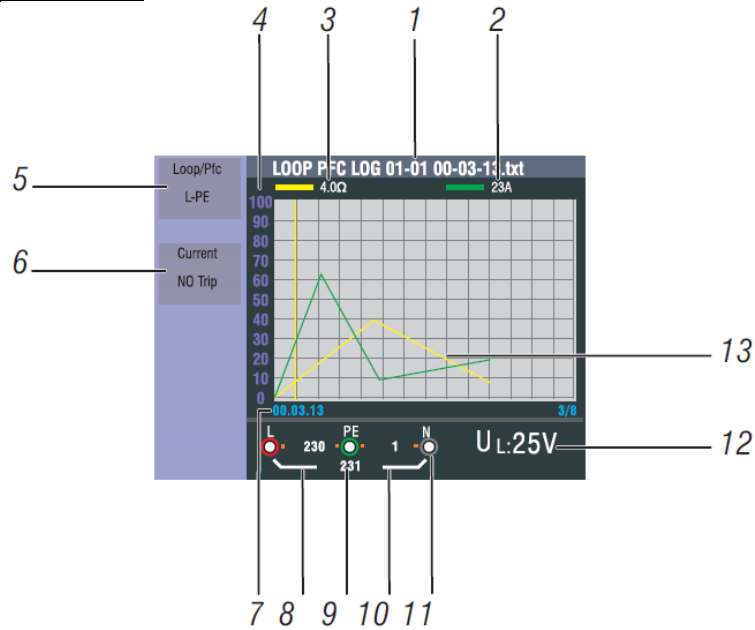 4 3 1 2
LOOP PFC LOG 01-01 00-03-13.txt
Loop/Pfc
L-PE
5
4.0Ω 23A
100
90
80
70
60
50
40
30
20
10
0
Current
NO Trip
6
13
00.03.13 3/8
L PE N
230 1
231
UL:25V
12
7 8 9 10 11